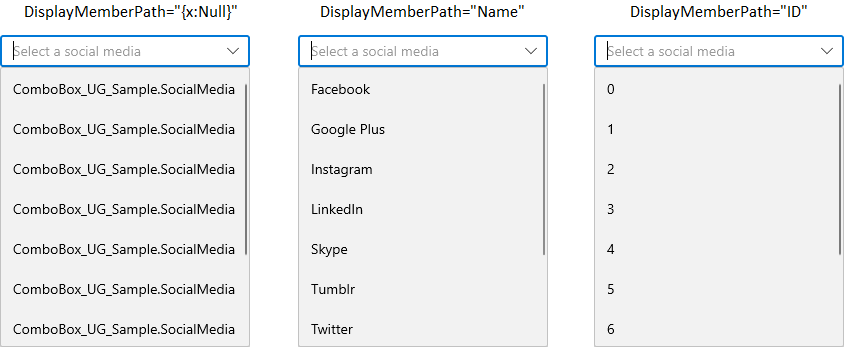 DisplayMemberPath="{x:Null}"
Select a social media
ComboBox_UG_Sample.SocialMedia
ComboBox_UG_Sample.SocialMedia
ComboBox_UG_Sample.SocialMedia
ComboBox_UG_Sample.SocialMedia
ComboBox_UG_Sample.SocialMedia
ComboBox_UG_Sample.SocialMedia
ComboBox_UG_Sample.SocialMedia
DisplayMemberPath="Name"
Select a social media
Facebook
Google Plus
Instagram
LinkedIn
Skype
Tumblr
Twitter
DisplayMemberPath="ID"
Select a social media
0
1
2
3
4
5
6